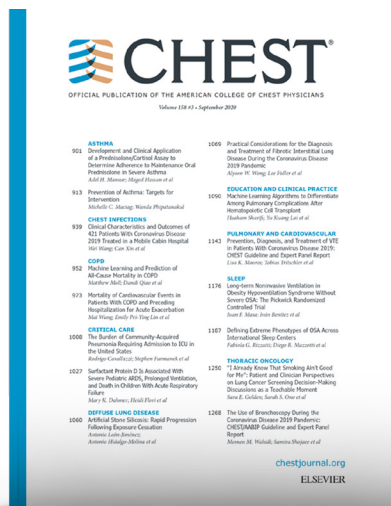 CHEST®
OFFICIAL PUBLICATION OF THE AMERICAN COLLEGE OF CHEST PHYSICIANS
Volume 158 #3 • September 2020
ASTHMA
901 Development and Clinical Application
of a Prednisolone/Cortisol Assay to
Determine Adherence to Maintenance Oral
Prednisolone in Severe Asthma
Adel H. Mansur; Maged Hassan et al
913 Prevention of Asthma: Targets for
Intervention
Michelle C. Maciag; Wanda Phipatanakul
CHEST INFECTIONS
939 Clinical Characteristics and Outcomes of
421 Patients With Coronavirus Disease
2019 Treated in a Mobile Cabin Hospital
Wei Wang; Can Xin et al
COPD
952 Machine Learning and Prediction of
All-Cause Mortality in COPD
Matthew Moll; Dandi Qiao et al
973 Mortality of Cardiovascular Events in
Patients With COPD and Preceding
Hospitalization for Acute Exacerbation
Mai Wang; Emily Pei-Ying Lin et al
CRITICAL CARE
1008 The Burden of Community-Acquired
Pneumonia Requiring Admission to ICU in
the United States
Rodrigo Cavallazzi; Stephen Furmanek et al
1027 Surfactant Protein D Is Associated With
Severe Pediatric ARDS, Prolonged Ventilation,
and Death in Children With Acute Respiratory
Failure
Mary K. Dahmer; Heidi Flori et al
DIFFUSE LUNG DISEASE
1060 Artificial Stone Silicosis: Rapid Progression
Following Exposure Cessation
Antonio León-Jiménez;
Antonio Hidalgo-Molina et al
1069 Practical Considerations for the Diagnosis
and Treatment of Fibrotic Interstitial Lung
Disease During the Coronavirus Disease
2019 Pandemic
Alyson W. Wong; Lee Fidler et al
EDUCATION AND CLINICAL PRACTICE
1090 Machine Learning Algorithms to Differentiate
Among Pulmonary Complications After
Hematopoietic Cell Transplant
Husham Sharifi; Yu Kuang Lai et al
PULMONARY AND CARDIOVASCULAR
1143 Prevention, Diagnosis, and Treatment of VTE
in Patients With Coronavirus Disease 2019:
CHEST Guideline and Expert Panel Report
Lisa K. Moores; Tobias Tritschler et al
SLEEP
1176 Long-term Noninvasive Ventilation in
Obesity Hypoventilation Syndrome Without
Severe OSA: The Pickwick Randomized
Controlled Trial
Juan F. Masa; Iván Benítez et al
1187 Defining Extreme Phenotypes of OSA Across
International Sleep Centers
Fabiola G. Rizzatti; Diego R. Mazzotti et al
THORACIC ONCOLOGY
1250 "I Already Know That Smoking Ain't Good
for Me": Patient and Clinician Perspectives
on Lung Cancer Screening Decision-Making
Discussions as a Teachable Moment
Sara E. Golden; Sarah S. Ono et al
1268 The Use of Bronchoscopy During the
Coronavirus Disease 2019 Pandemic:
CHEST/AABIP Guideline and Expert Panel
Report
Momen M. Wahidi; Samira Shojaee et al
chestjournal.org
ELSEVIER